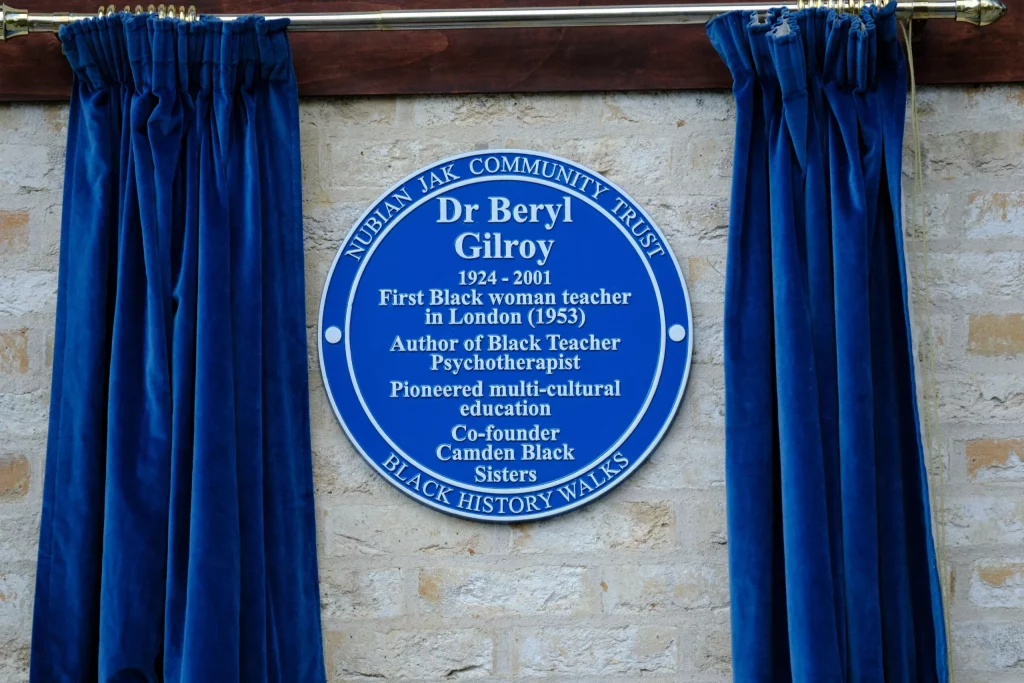 NUBIAN JAK COMMUNITY TRUST
Dr Beryl
Gilroy
1924 - 2001
First Black woman teacher
in London (1953)
Author of Black Teacher
Psychotherapist
Pioneered multi-cultural
education
Co-founder
Camden Black
Sisters
BLACK HISTORY WALKS